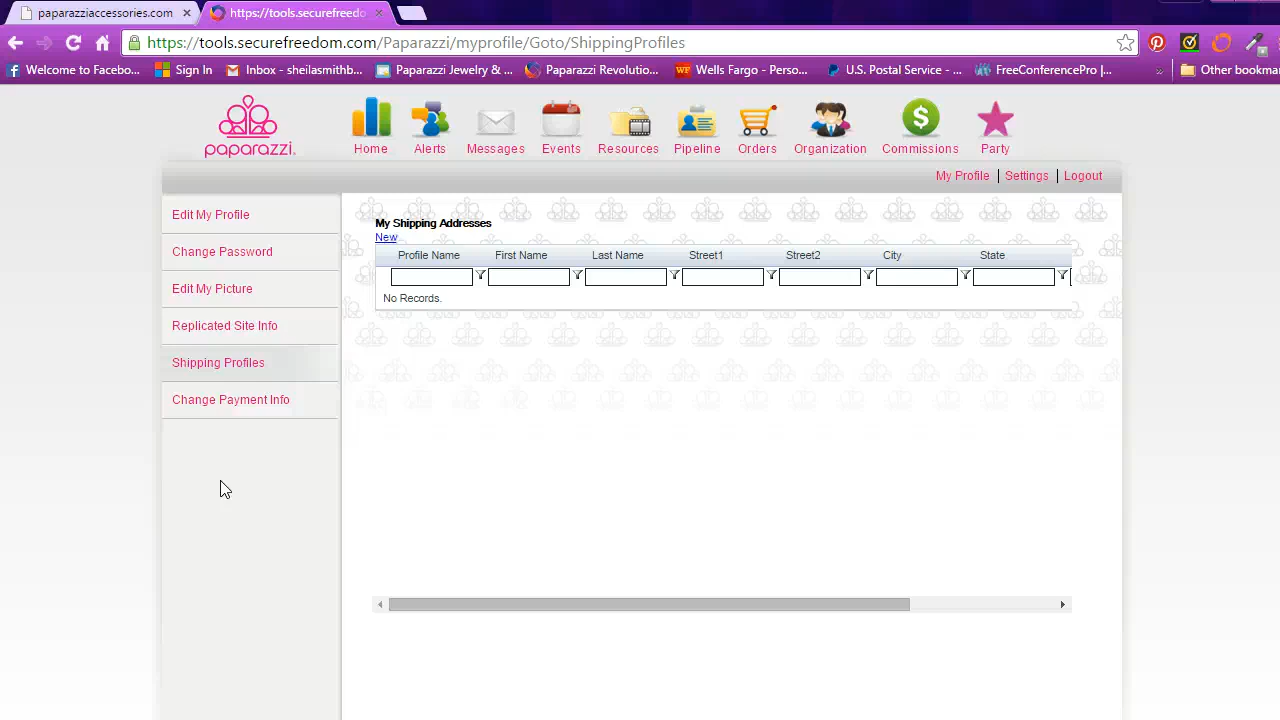 paparazziaccessories.com × https://tools.securefreedo ×
https://tools.securefreedom.com/Paparazzi/myprofile/Goto/ShippingProfiles
Welcome to Facebo... Sign In Inbox - sheilasmithb... Paparazzi Jewelry & ... Paparazzi Revolutio... Wells Fargo - Perso... U.S. Postal Service - ... FreeConferencePro |... » Other bookma
paparazzi
Home Alerts Messages Events Resources Pipeline Orders Organization Commissions Party
My Profile | Settings | Logout
Edit My Profile
Change Password
Edit My Picture
Replicated Site Info
Shipping Profiles
Change Payment Info
My Shipping Addresses
New
Profile Name First Name Last Name Street1 Street2 City State
No Records.